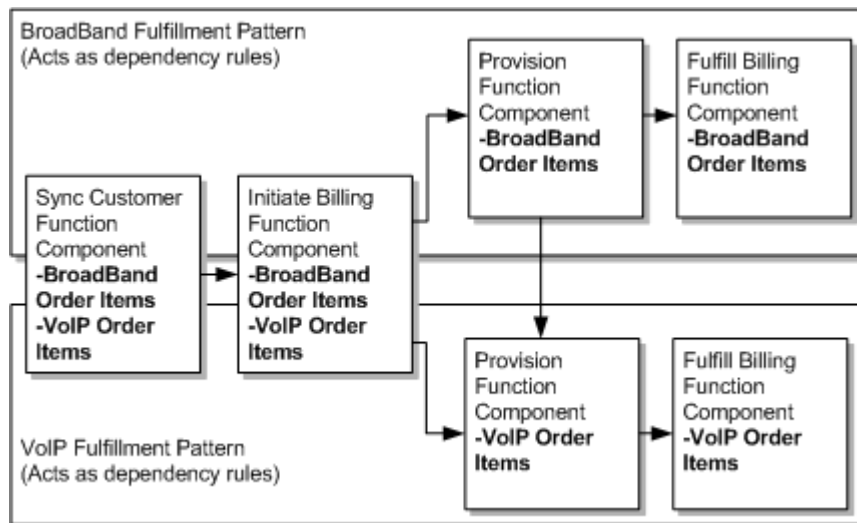 BroadBand Fulfillment Pattern
(Acts as dependency rules)
Provision
Function
Component
-BroadBand
Order Items
Fulfill Billing
Function
Component
-BroadBand
Order Items
Sync Customer
Function
Component
-BroadBand
Order Items
-VoIP Order
Items
Initiate Billing
Function
Component
-BroadBand
Order Items
-VoIP Order
Items
Provision
Function
Component
-VoIP Order
Items
Fulfill Billing
Function
Component
-VoIP Order
Items
VoIP Fulfillment Pattern
(Acts as dependency rules)